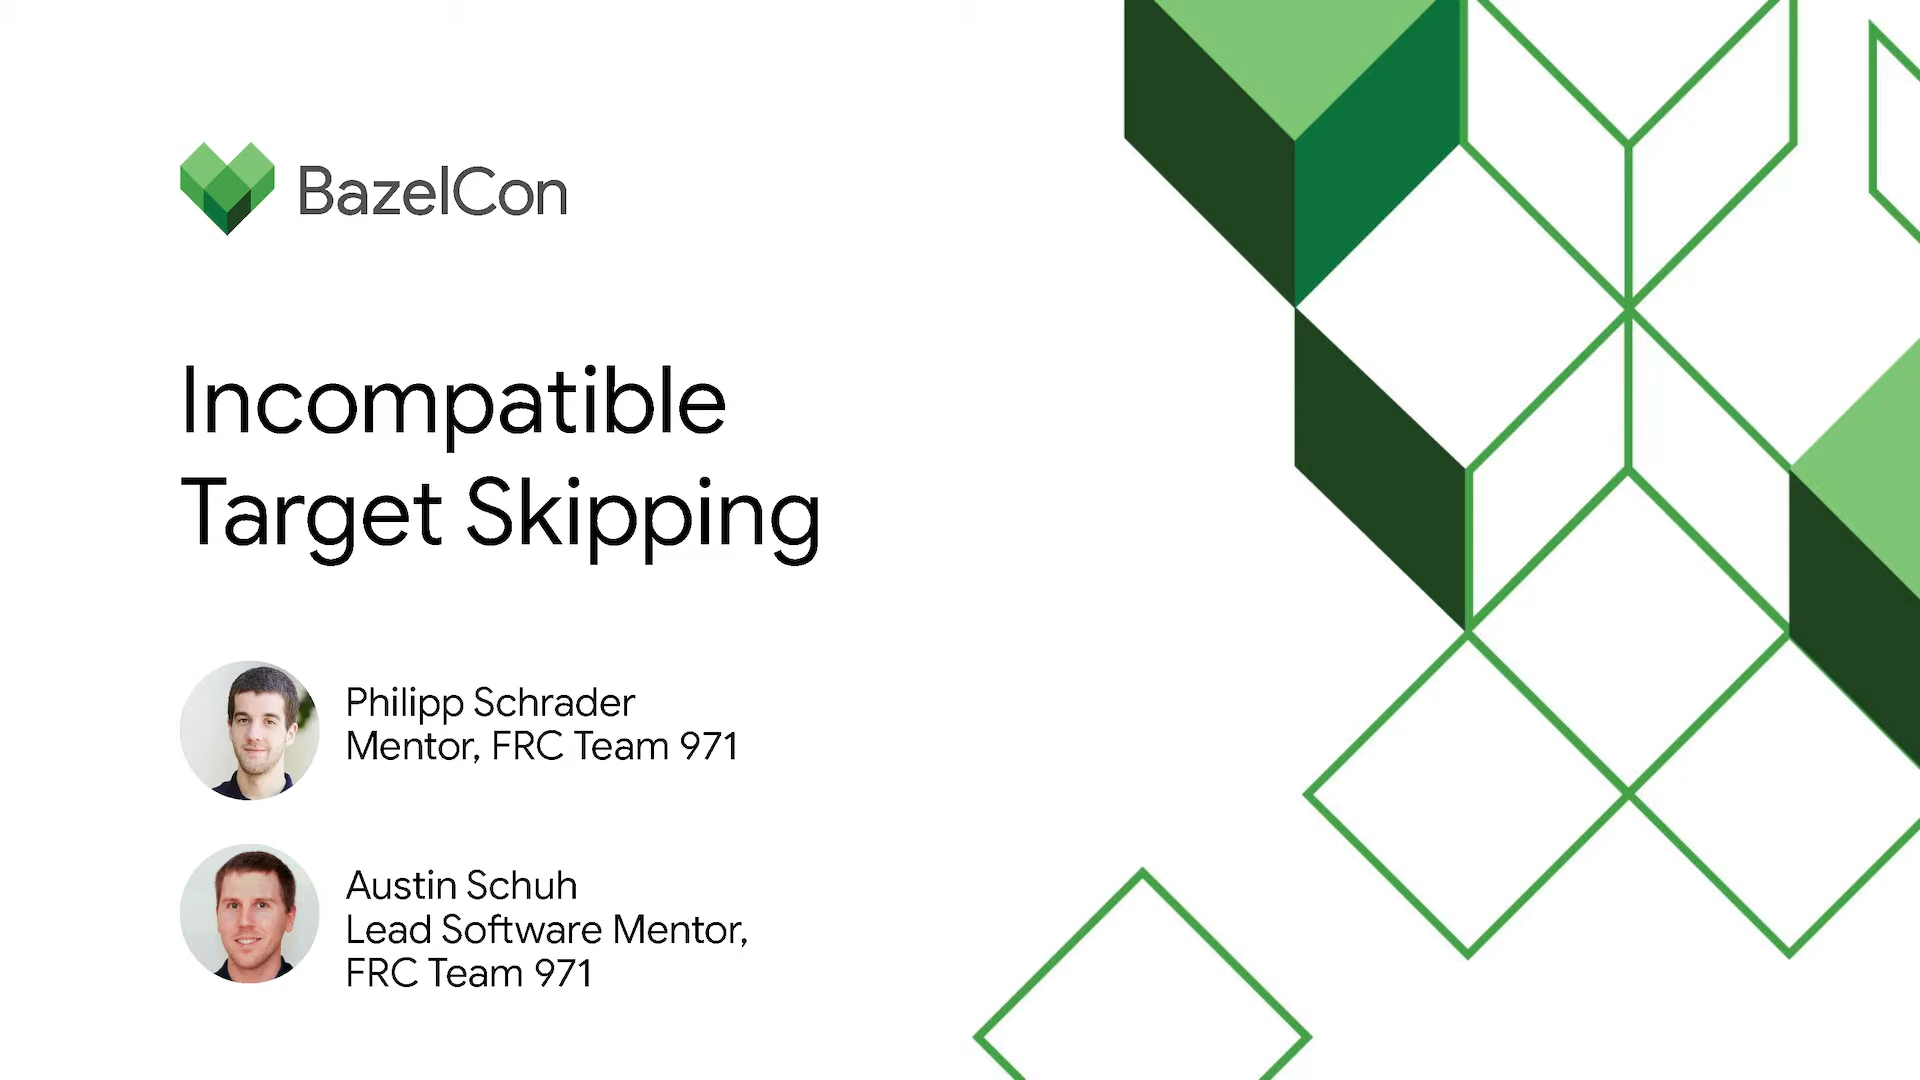 BazelCon
Incompatible
Target Skipping
Philipp Schrader
Mentor, FRC Team 971
Austin Schuh
Lead Software Mentor,
FRC Team 971